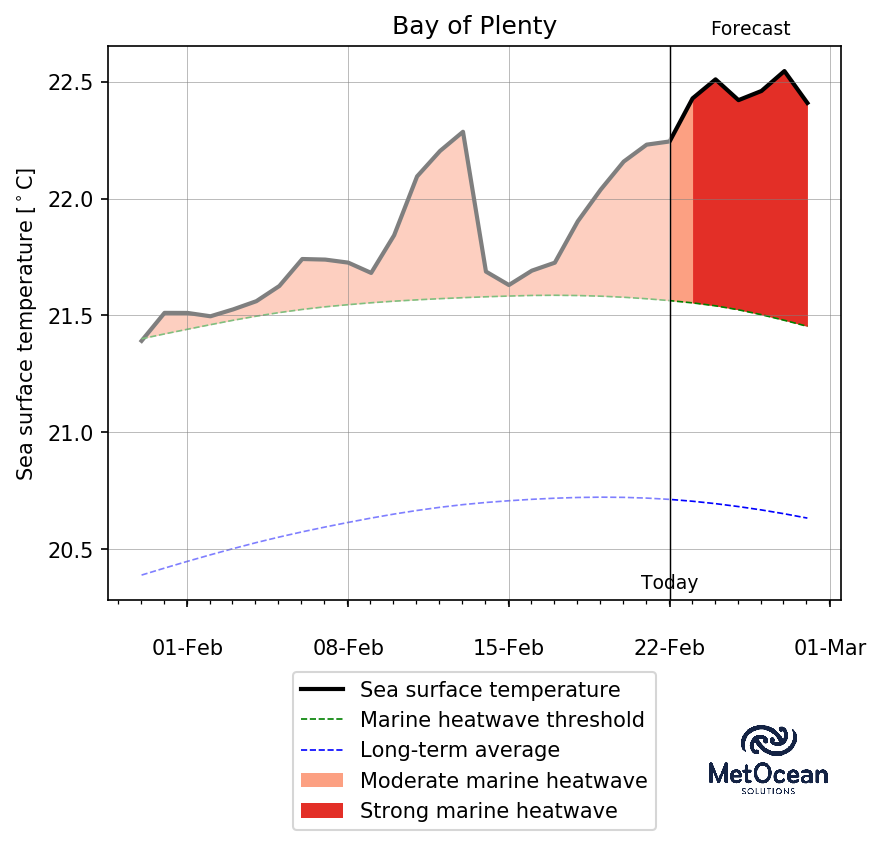 Bay of Plenty
Forecast
Sea surface temperature [°C]
22.5
22.0
21.5
21.0
20.5
Today
01-Feb
08-Feb
15-Feb
22-Feb
01-Mar
Sea surface temperature
Marine heatwave threshold
Long-term average
Moderate marine heatwave
Strong marine heatwave
MetOcean
SOLUTIONS